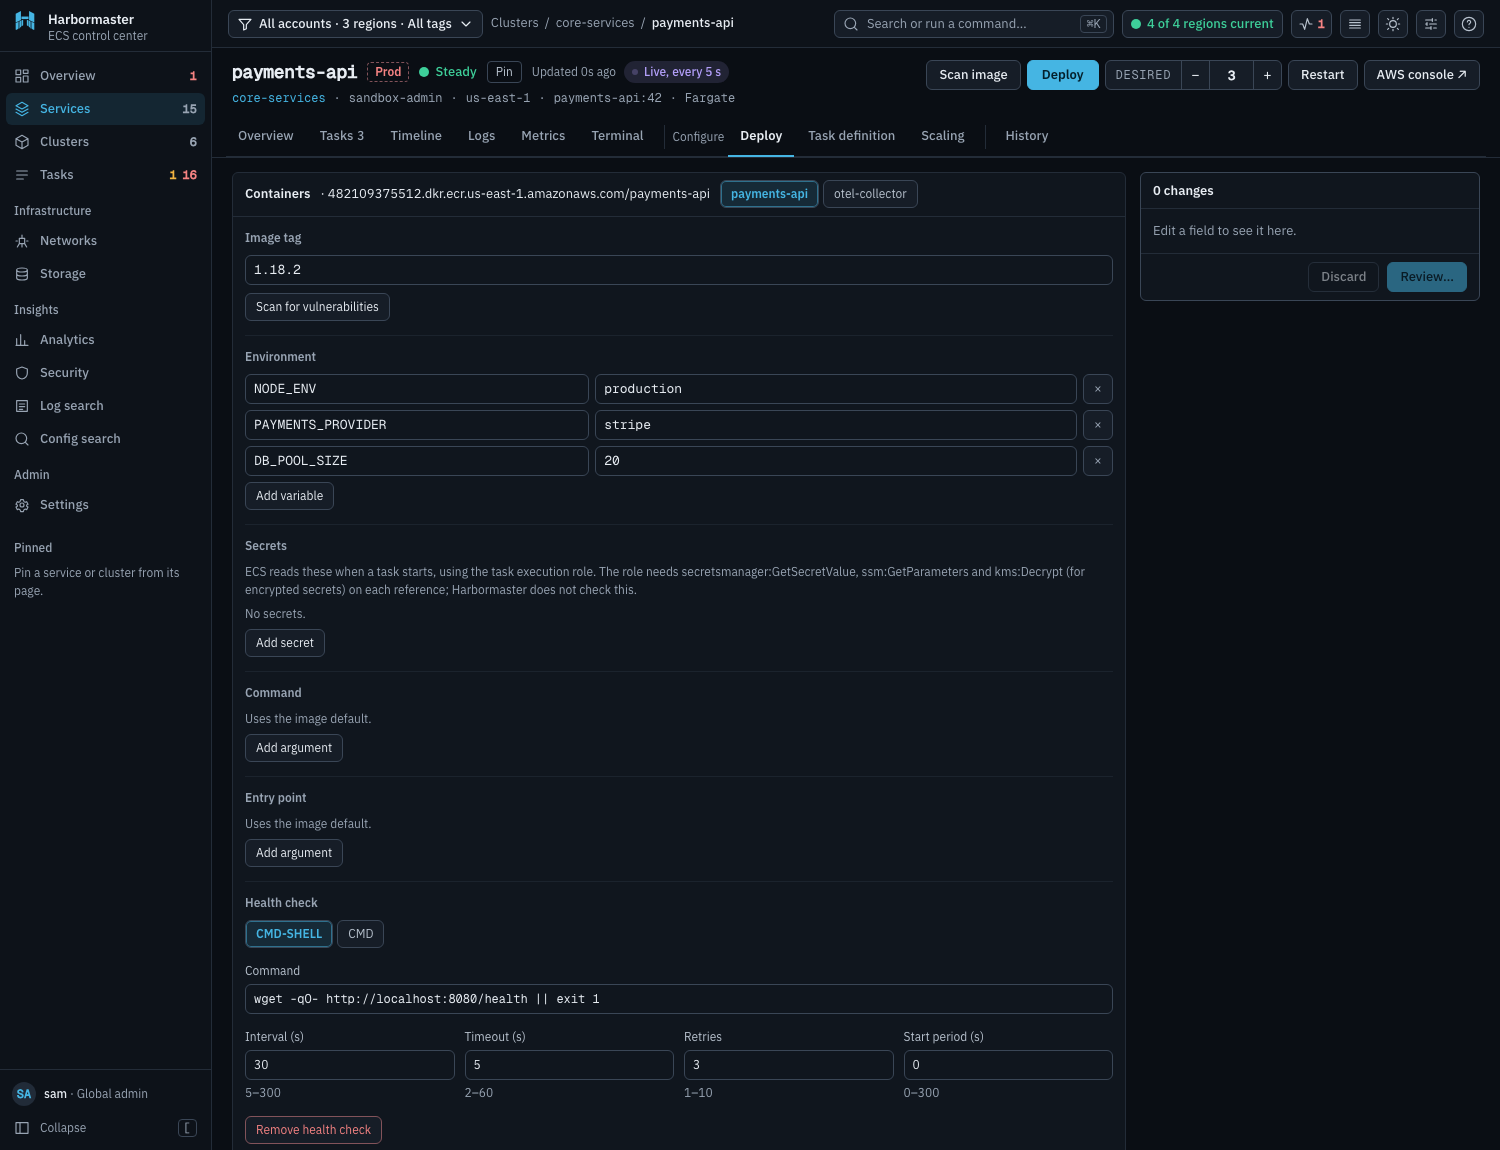 Harbormaster
ECS control center
Overview 1
Services 15
Clusters 6
Tasks 1 16
Infrastructure
Networks
Storage
Insights
Analytics
Security
Log search
Config search
Admin
Settings
Pinned
Pin a service or cluster from its
page.
SA sam · Global admin
Collapse [
All accounts · 3 regions · All tags
Clusters / core-services / payments-api
Search or run a command... ⌘K
4 of 4 regions current
1
payments-api Prod Steady Pin Updated 0s ago Live, every 5 s
Scan image Deploy DESIRED − 3 + Restart AWS console ↗
core-services · sandbox-admin · us-east-1 · payments-api:42 · Fargate
Overview Tasks 3 Timeline Logs Metrics Terminal Configure Deploy Task definition Scaling History
Containers · 482109375512.dkr.ecr.us-east-1.amazonaws.com/payments-api payments-api otel-collector
Image tag
1.18.2
Scan for vulnerabilities
Environment
NODE_ENV production ×
PAYMENTS_PROVIDER stripe ×
DB_POOL_SIZE 20 ×
Add variable
Secrets
ECS reads these when a task starts, using the task execution role. The role needs secretsmanager:GetSecretValue, ssm:GetParameters and kms:Decrypt (for
encrypted secrets) on each reference; Harbormaster does not check this.
No secrets.
Add secret
Command
Uses the image default.
Add argument
Entry point
Uses the image default.
Add argument
Health check
CMD-SHELL CMD
Command
wget -qO- http://localhost:8080/health || exit 1
Interval (s) Timeout (s) Retries Start period (s)
30 5 3 0
5–300 2–60 1–10 0–300
Remove health check
0 changes
Edit a field to see it here.
Discard Review...